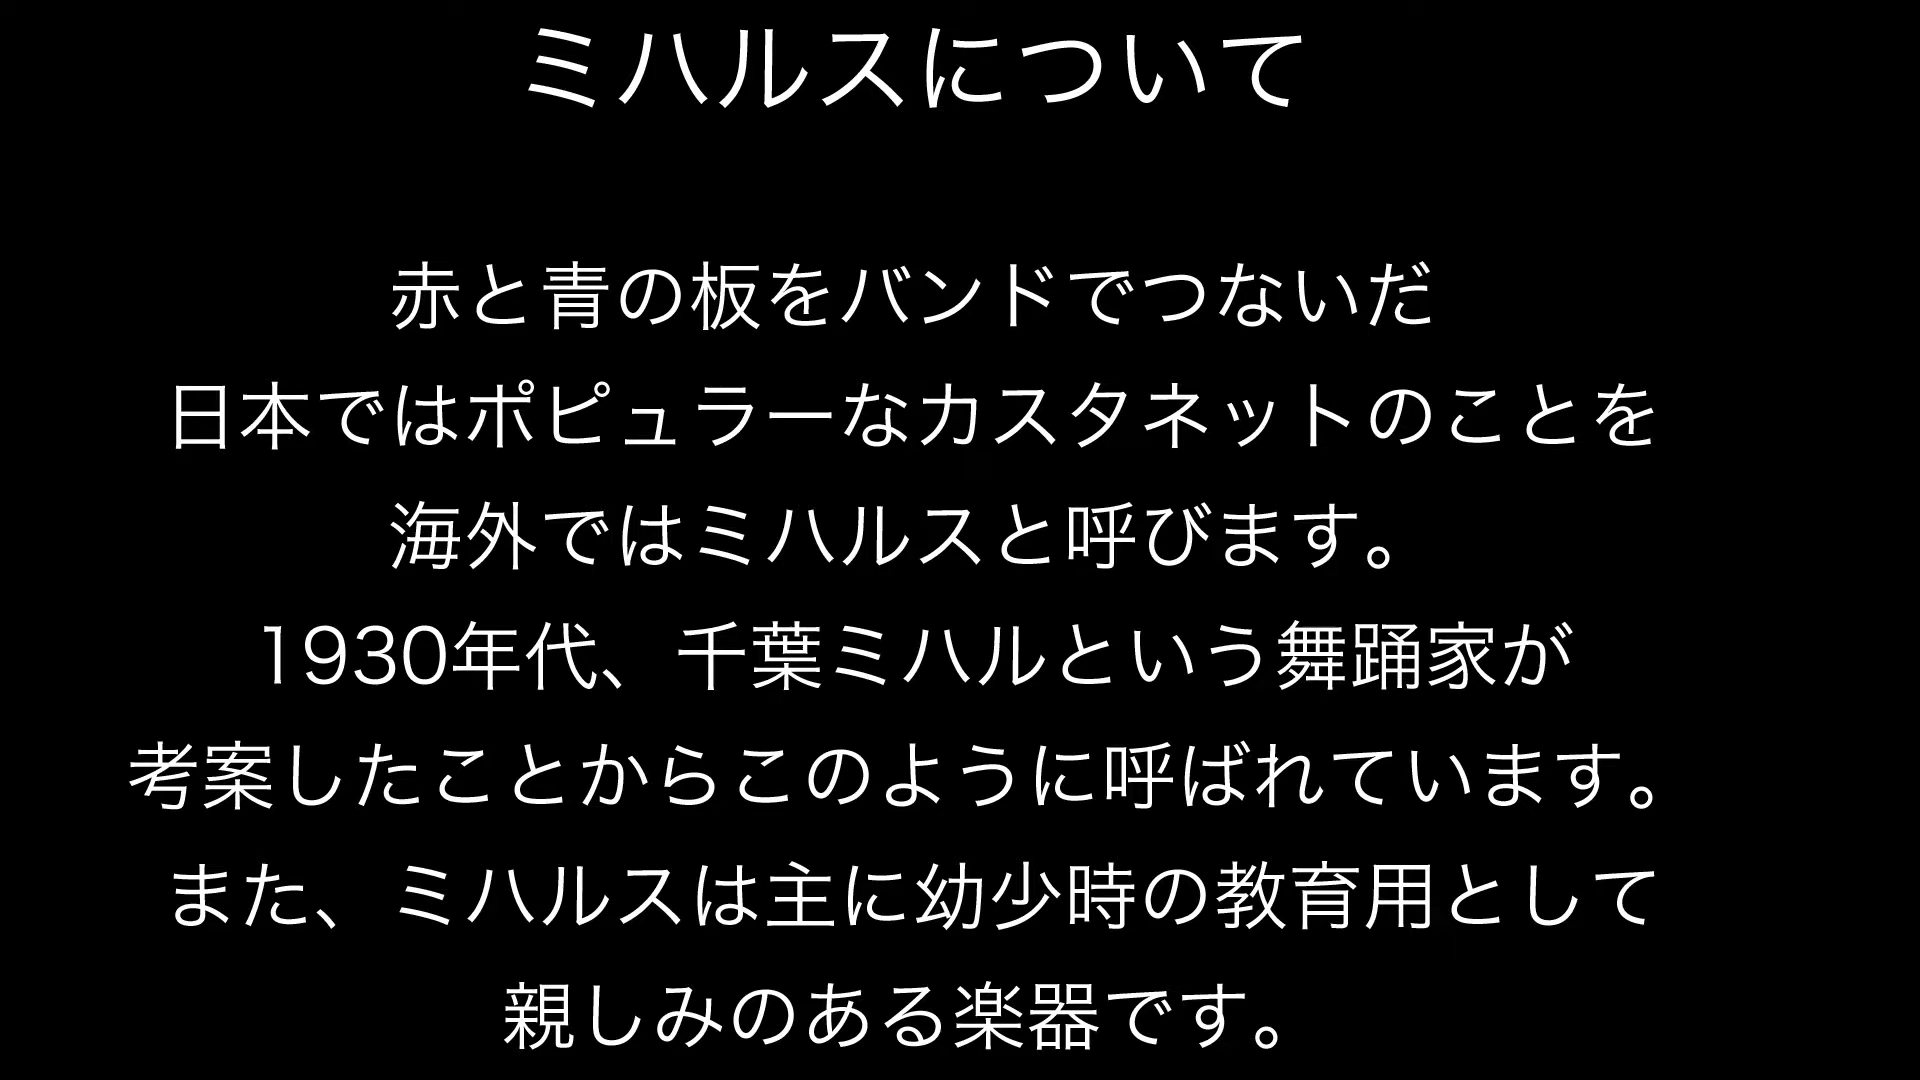 ミハルスについて
赤と青の板をバンドでつないだ
日本ではポピュラーなカスタネットのことを
海外ではミハルスと呼びます。
1930年代、千葉ミハルという舞踊家が
考案したことからこのように呼ばれています。
また、ミハルスは主に幼少時の教育用として
親しみのある楽器です。